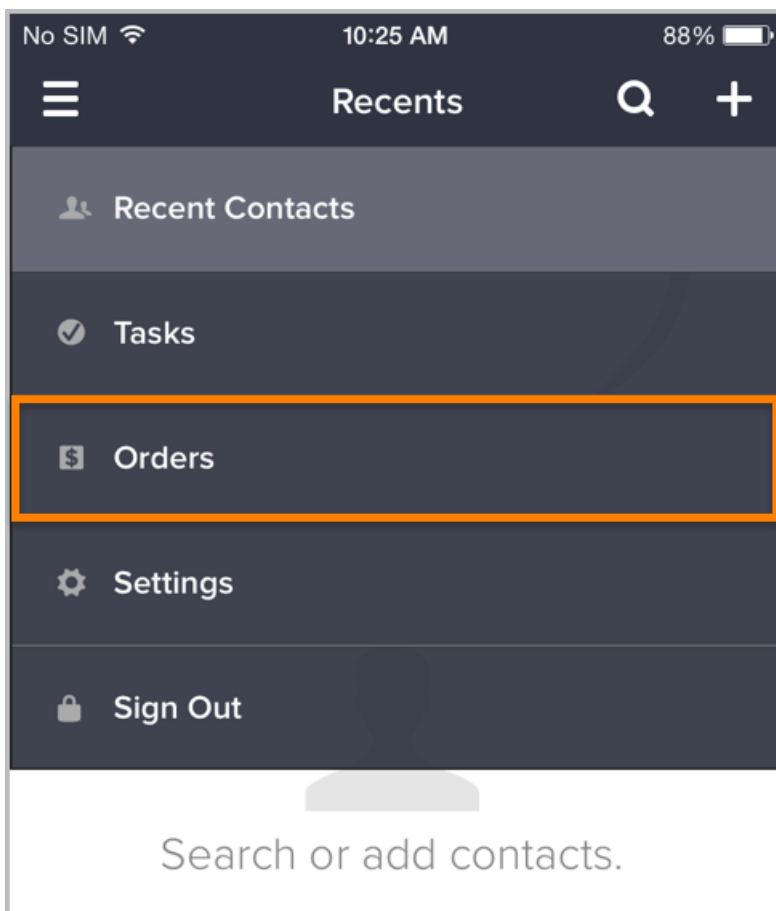 No SIM 10:25 AM 88%
Recents
Recent Contacts
Tasks
$ Orders
Settings
Sign Out
Search or add contacts.